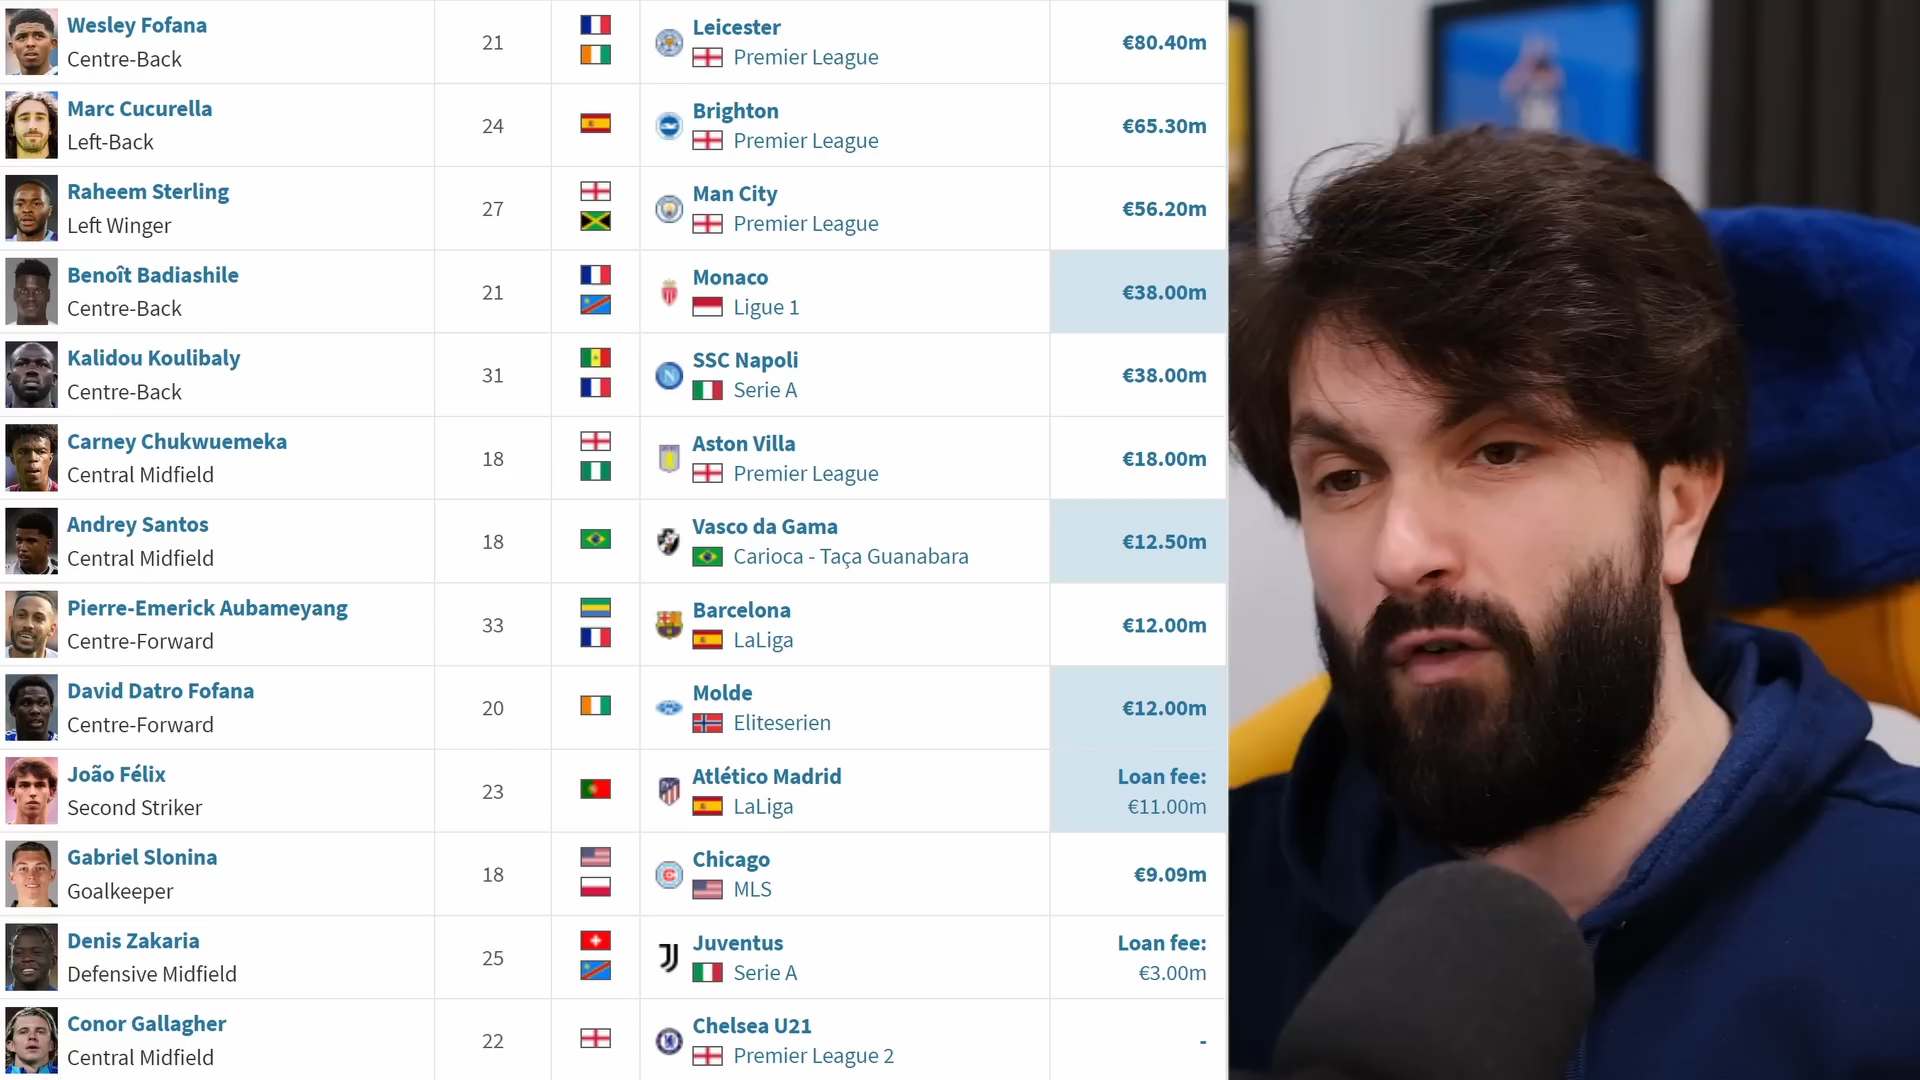 Wesley Fofana
Centre-Back
21
Leicester
Premier League
€80.40m
Marc Cucurella
Left-Back
24
Brighton
Premier League
€65.30m
Raheem Sterling
Left Winger
27
Man City
Premier League
€56.20m
Benoît Badiashile
Centre-Back
21
Monaco
Ligue 1
€38.00m
Kalidou Koulibaly
Centre-Back
31
SSC Napoli
Serie A
€38.00m
Carney Chukwuemeka
Central Midfield
18
Aston Villa
Premier League
€18.00m
Andrey Santos
Central Midfield
18
Vasco da Gama
Carioca - Taça Guanabara
€12.50m
Pierre-Emerick Aubameyang
Centre-Forward
33
Barcelona
LaLiga
€12.00m
David Datro Fofana
Centre-Forward
20
Molde
Eliteserien
€12.00m
João Félix
Second Striker
23
Atlético Madrid
LaLiga
Loan fee:
€11.00m
Gabriel Slonina
Goalkeeper
18
Chicago
MLS
€9.09m
Denis Zakaria
Defensive Midfield
25
Juventus
Serie A
Loan fee:
€3.00m
Conor Gallagher
Central Midfield
22
Chelsea U21
Premier League 2
-